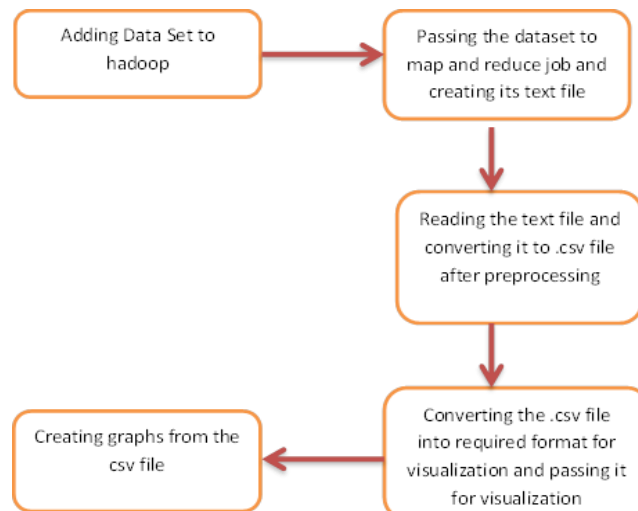 Adding Data Set to
hadoop
Passing the dataset to
map and reduce job and
creating its text file
Reading the text file and
converting it to .csv file
after preprocessing
Converting the .csv file
into required format for
visualization and passing it
for visualization
Creating graphs from the
csv file